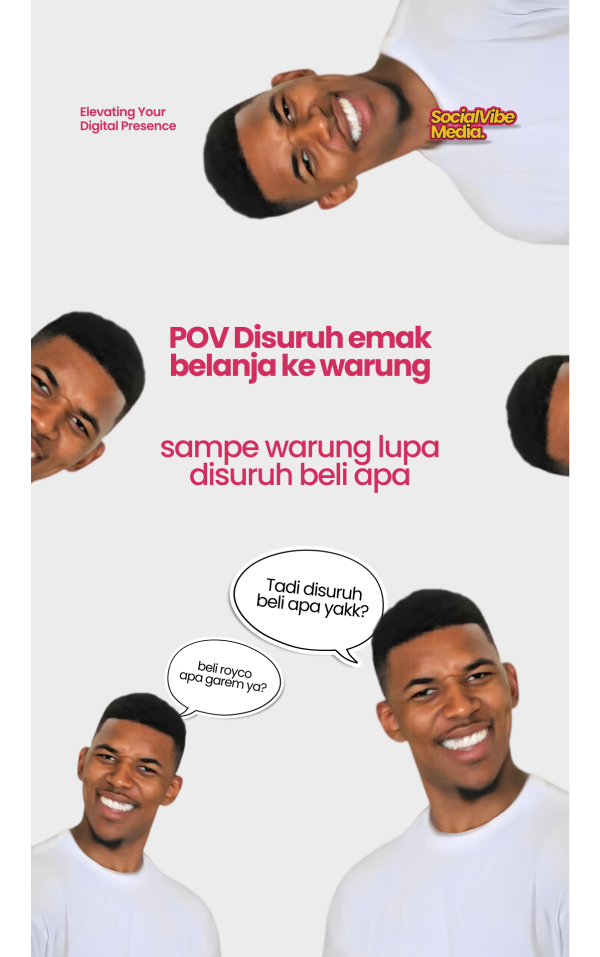 Elevating Your
Digital Presence
SocialVibe
Media.
POV Disuruh emak
belanja ke warung
sampe warung lupa
disuruh beli apa
Tadi disuruh
beli apa yakk?
beli royco
apa garem ya?